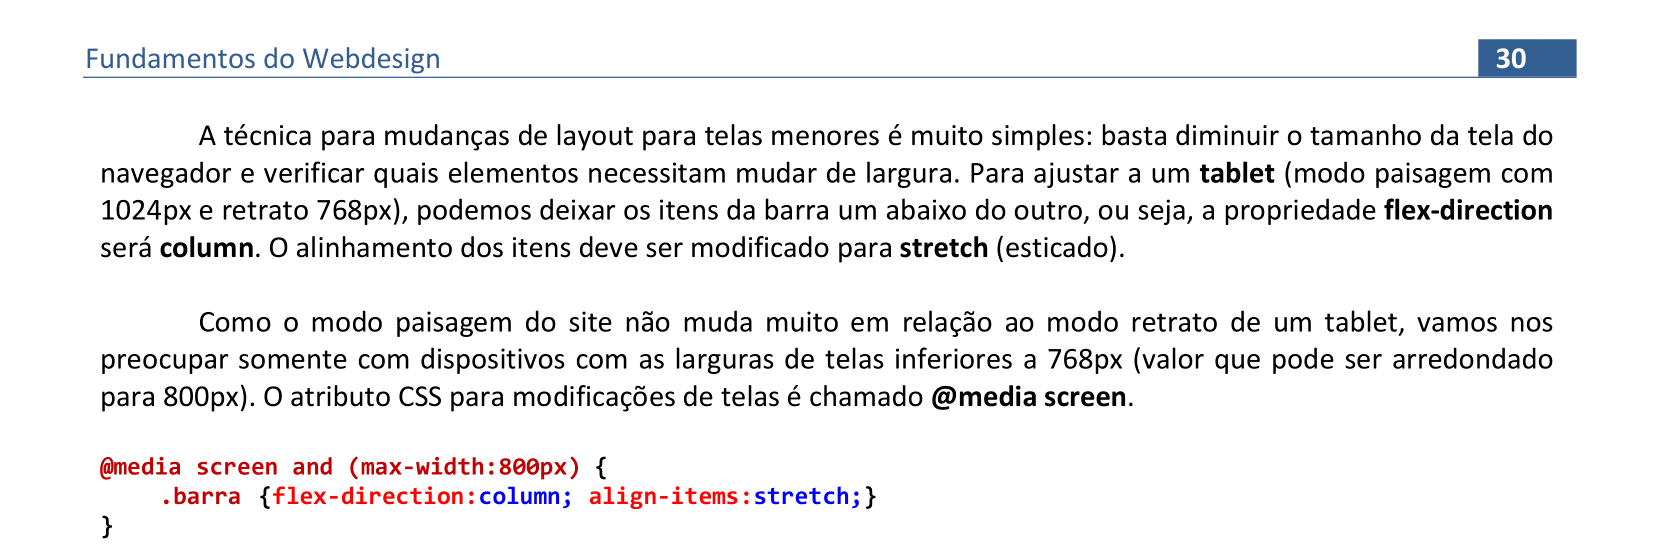 Fundamentos do Webdesign 30
A técnica para mudanças de layout para telas menores é muito simples: basta diminuir o tamanho da tela do
navegador e verificar quais elementos necessitam mudar de largura. Para ajustar a um tablet (modo paisagem com
1024px e retrato 768px), podemos deixar os itens da barra um abaixo do outro, ou seja, a propriedade flex-direction
será column. O alinhamento dos itens deve ser modificado para stretch (esticado).
Como o modo paisagem do site não muda muito em relação ao modo retrato de um tablet, vamos nos
preocupar somente com dispositivos com as larguras de telas inferiores a 768px (valor que pode ser arredondado
para 800px). O atributo CSS para modificações de telas é chamado @media screen.
@media screen and (max-width:800px) {
.barra {flex-direction:column; align-items:stretch;}
}